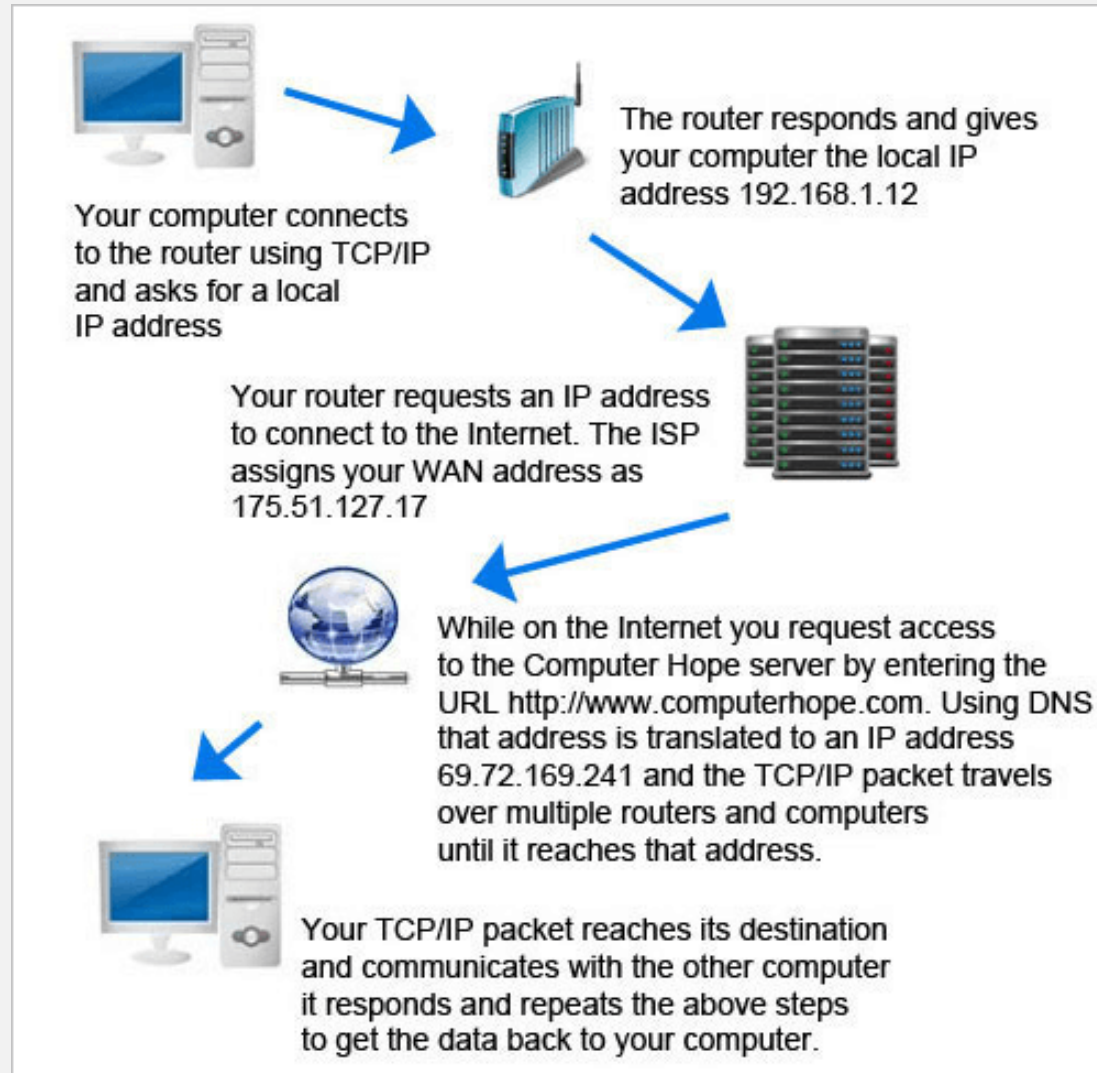 Your computer connects
to the router using TCP/IP
and asks for a local
IP address
The router responds and gives
your computer the local IP
address 192.168.1.12
Your router requests an IP address
to connect to the Internet. The ISP
assigns your WAN address as
175.51.127.17
While on the Internet you request access
to the Computer Hope server by entering the
URL http://www.computerhope.com. Using DNS
that address is translated to an IP address
69.72.169.241 and the TCP/IP packet travels
over multiple routers and computers
until it reaches that address.
Your TCP/IP packet reaches its destination
and communicates with the other computer
it responds and repeats the above steps
to get the data back to your computer.